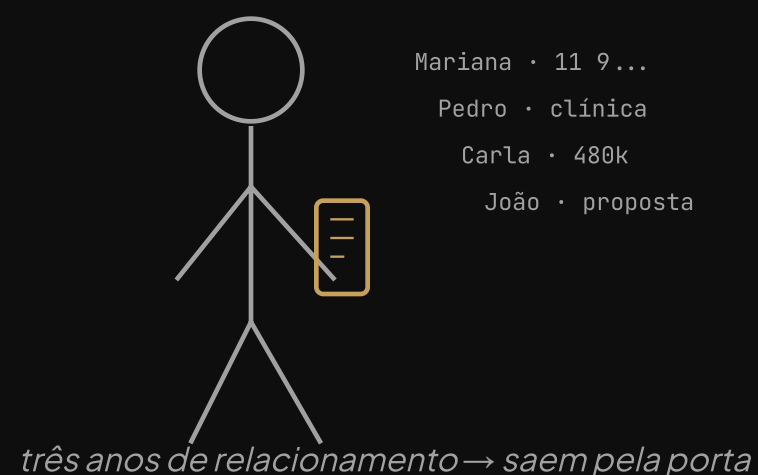 Mariana · 11 9...
Pedro · clínica
Carla · 480k
João · proposta
três anos de relacionamento → saem pela porta